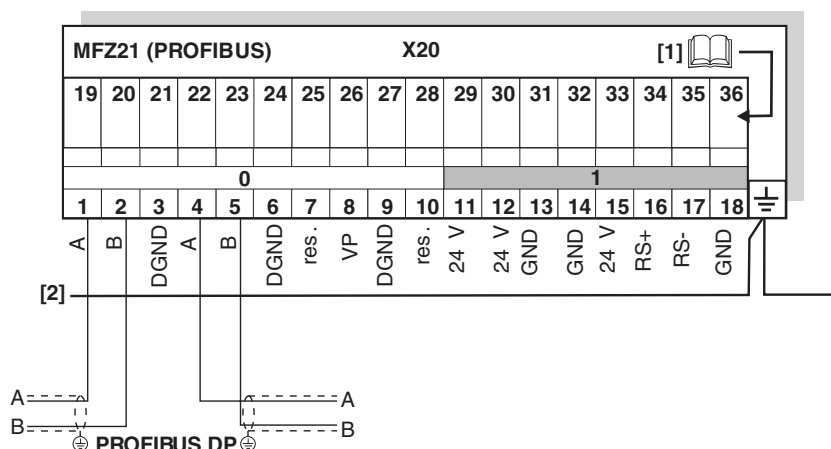 MFZ21 (PROFIBUS) X20 [1]
19 20 21 22 23 24 25 26 27 28 29 30 31 32 33 34 35 36
0 1
1 2 3 4 5 6 7 8 9 10 11 12 13 14 15 16 17 18
A B DGND A B DGND res. VP DGND res. 24 V 24 V GND GND 24 V RS+ RS- GND
[2]
A A
B B
PROFIBUS DP